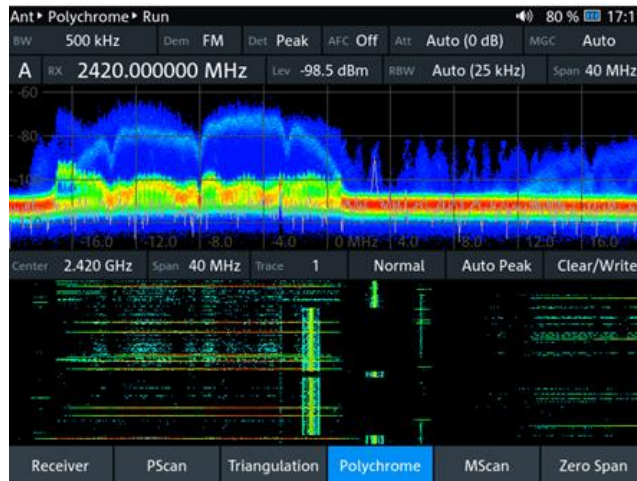 Ant▸ Polychrome▸ Run 80 % 17:1
BW 500 kHz Dem FM Det Peak AFC Off Att Auto (0 dB) MGC Auto
A RX 2420.000000 MHz Lev -98.5 dBm RBW Auto (25 kHz) Span 40 MHz
-60
-80
-100
-16.0 -12.0 -8.0 -4.0 0 MHz 4.0 12.0 16.0
Center 2.420 GHz Span 40 MHz Trace 1 Normal Auto Peak Clear/Write
Receiver PScan Triangulation Polychrome MScan Zero Span